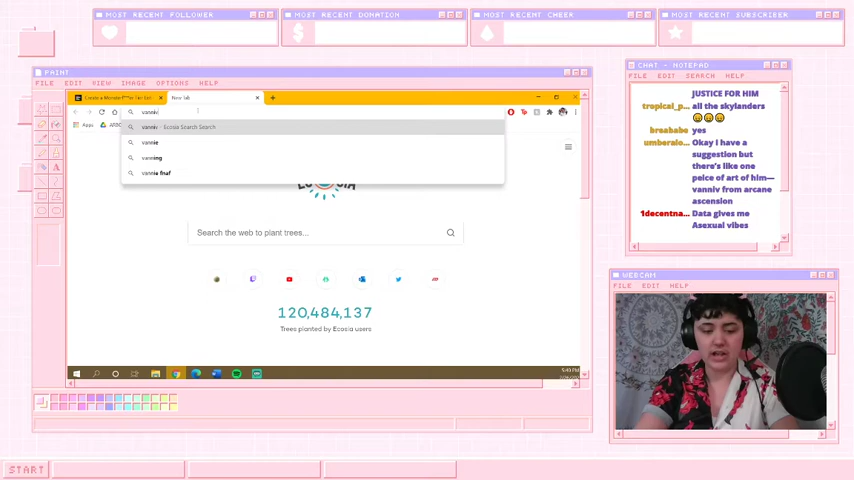 MOST RECENT FOLLOWER
MOST RECENT DONATION
MOST RECENT CHEER
MOST RECENT SUBSCRIBER
PAINT
FILE EDIT VIEW IMAGE OPTIONS HELP
New Tab
vanniv
Apps
vanniv - Ecosia Search Search
vannie
vanning
vannie fnaf
Search the web to plant trees...
120,484,137
Trees planted by Ecosia users
CHAT - NOTEPAD
FILE EDIT SEARCH HELP
JUSTICE FOR HIM
tropical_p... all the skylanders
breababe yes
umberalo... Okay I have a
suggestion but
there's like one
peice of art of him—
vanniv from arcane
ascension
1decentna... Data gives me
Asexual vibes
WEBCAM
FILE EDIT HELP
START